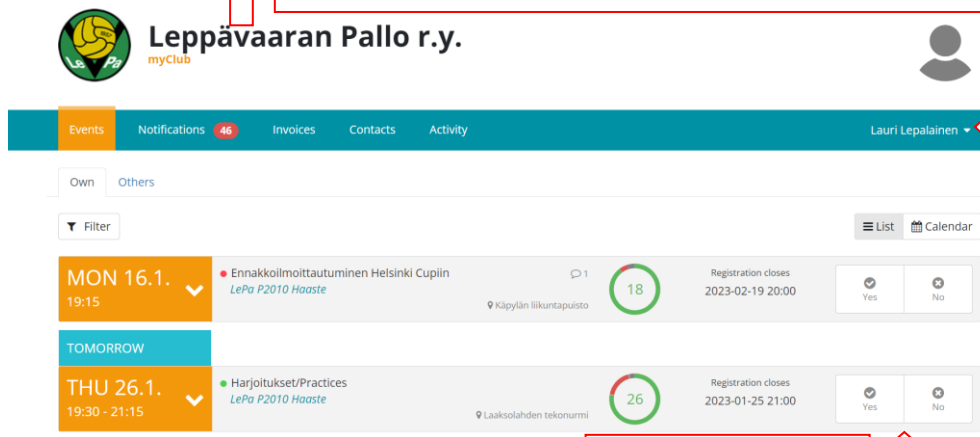 Leppävaaran Pallo r.y.
myClub
Le Pa
Events Notifications 46 Invoices Contacts Activity Lauri Lepalainen
Own Others
Filter List Calendar
MON 16.1.
19:15
Ennakkoilmoittautuminen Helsinki Cupiin 1
LePa P2010 Haaste
Käpylän liikuntapuisto
18
Registration closes
2023-02-19 20:00
Yes No
TOMORROW
THU 26.1.
19:30 - 21:15
Harjoitukset/Practices
LePa P2010 Haaste
Laaksolahden tekonurmi
26
Registration closes
2023-01-25 21:00
Yes No